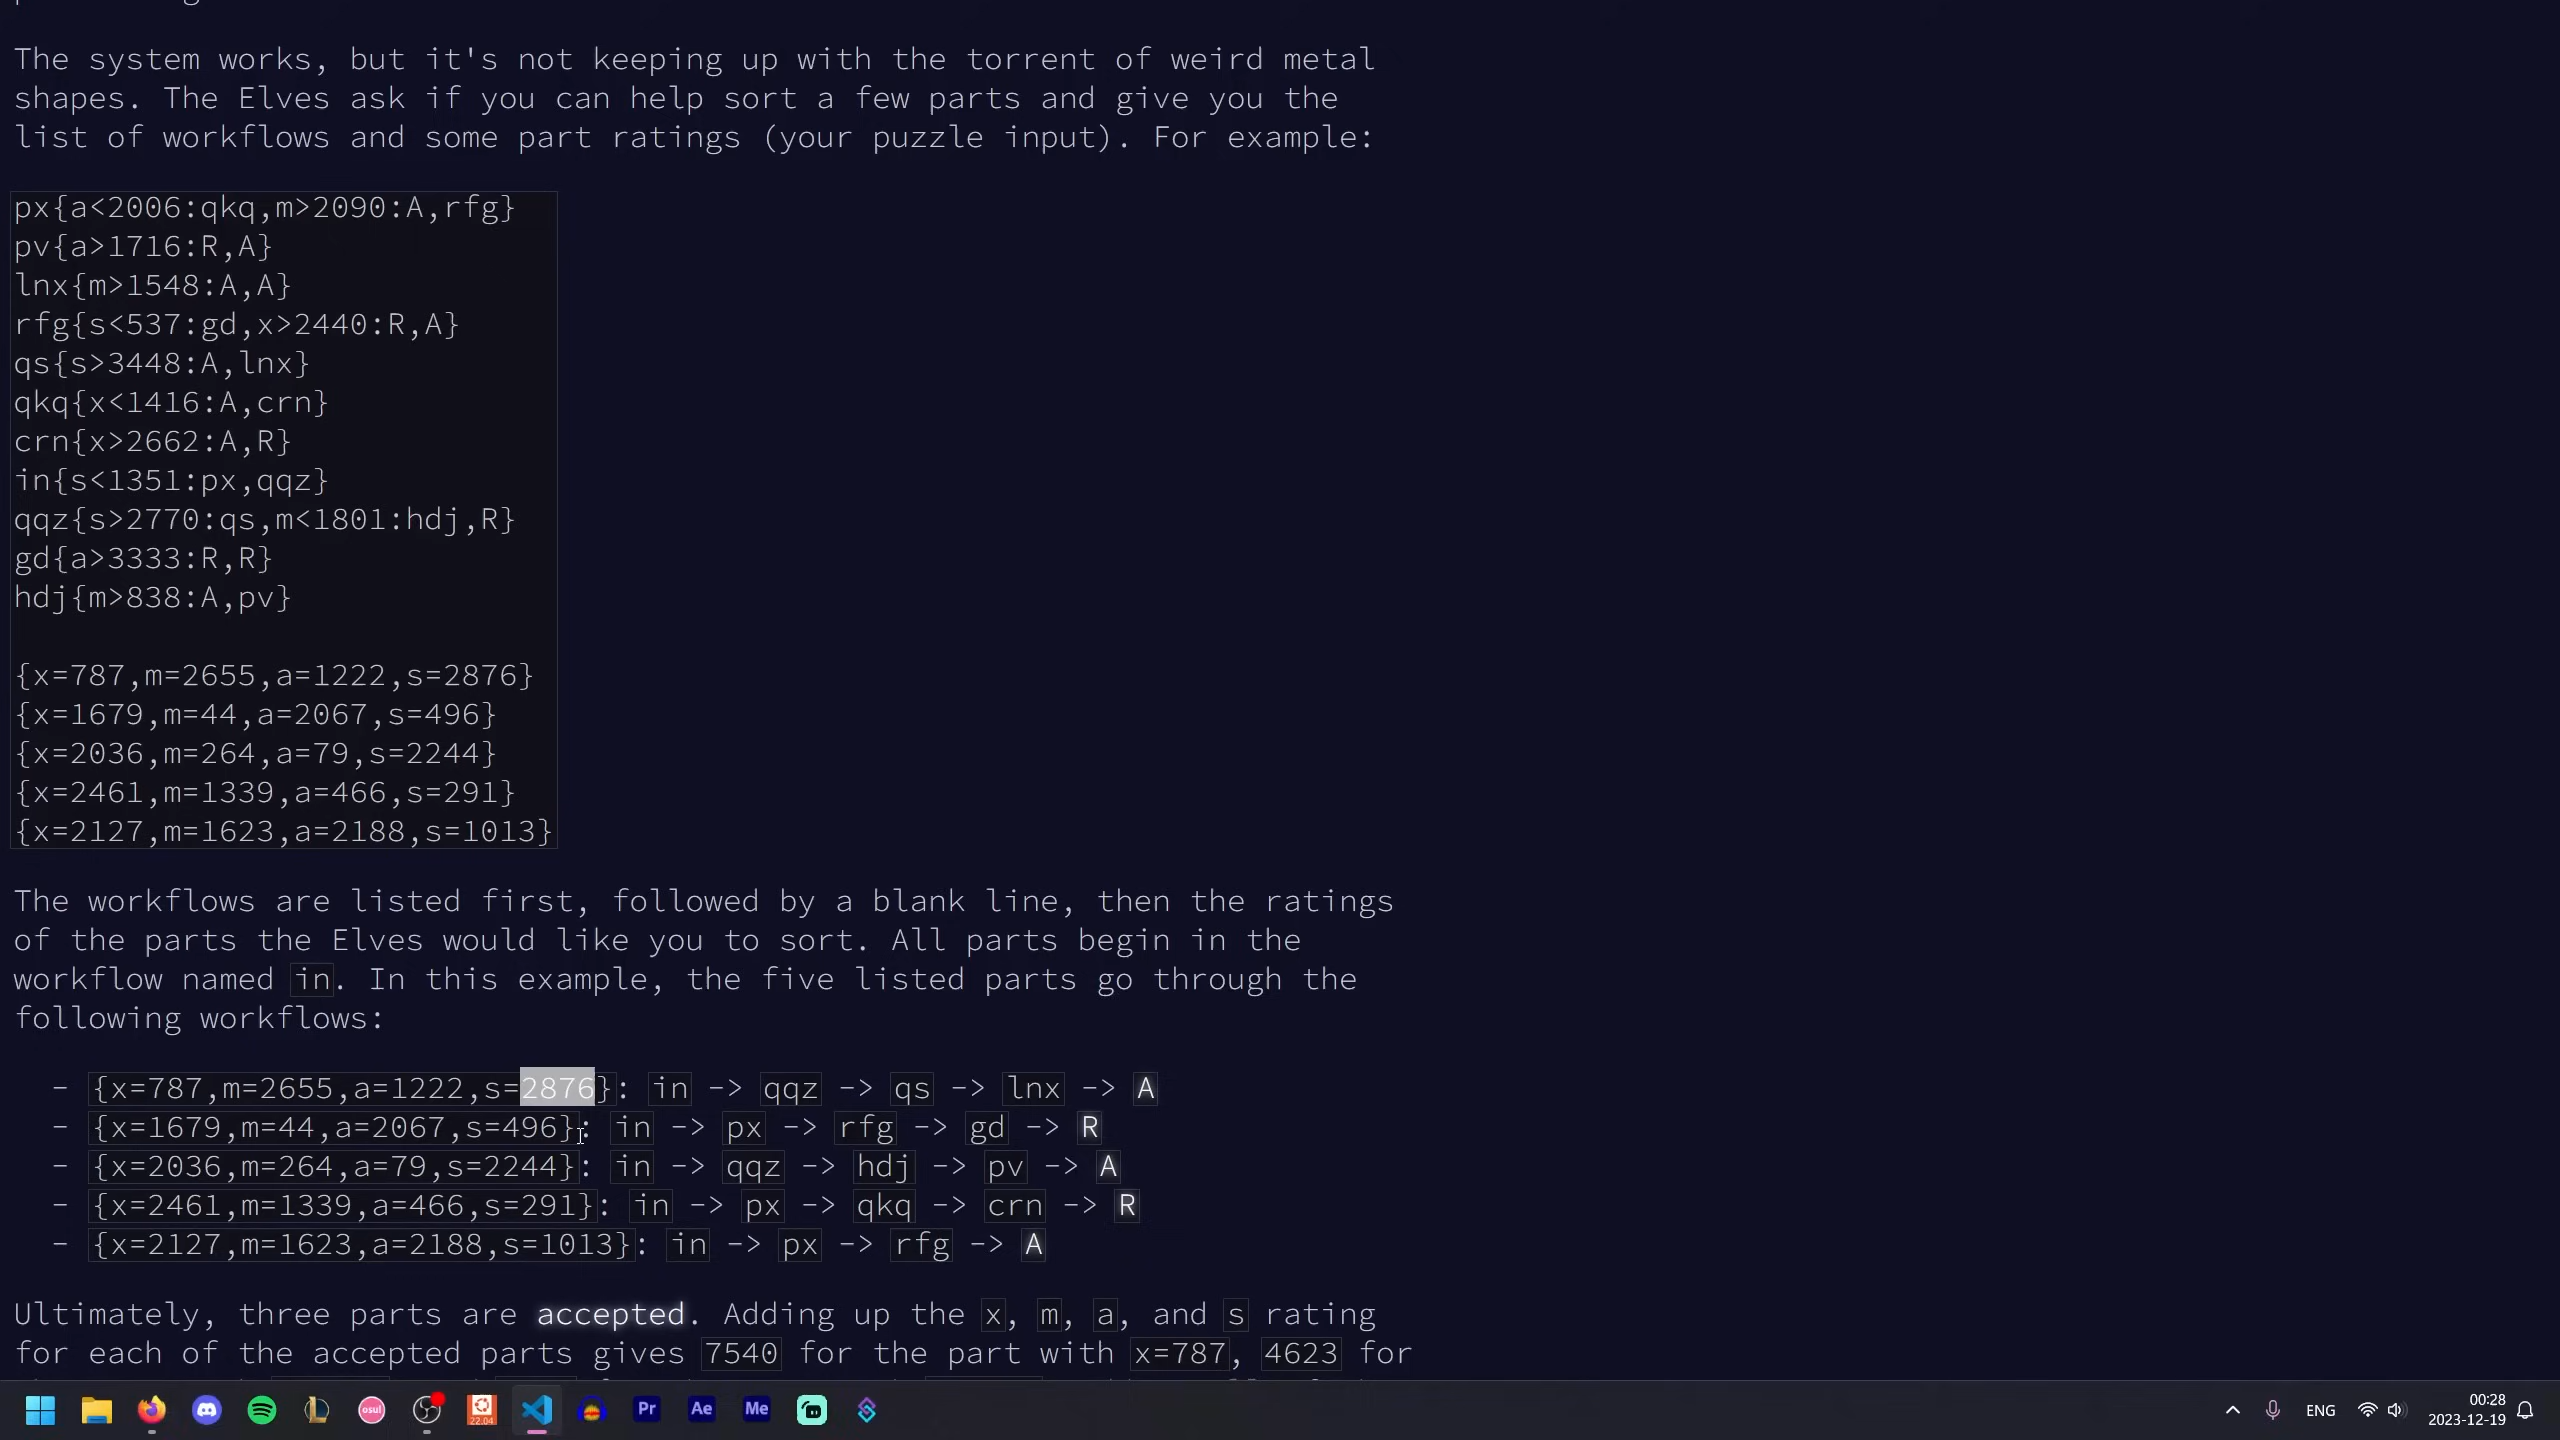 The system works, but it's not keeping up with the torrent of weird metal
shapes. The Elves ask if you can help sort a few parts and give you the
list of workflows and some part ratings (your puzzle input). For example:
px{a<2006:qkq,m>2090:A,rfg}
pv{a>1716:R,A}
lnx{m>1548:A,A}
rfg{s<537:gd,x>2440:R,A}
qs{s>3448:A,lnx}
qkq{x<1416:A,crn}
crn{x>2662:A,R}
in{s<1351:px,qqz}
qqz{s>2770:qs,m<1801:hdj,R}
gd{a>3333:R,R}
hdj{m>838:A,pv}
{x=787,m=2655,a=1222,s=2876}
{x=1679,m=44,a=2067,s=496}
{x=2036,m=264,a=79,s=2244}
{x=2461,m=1339,a=466,s=291}
{x=2127,m=1623,a=2188,s=1013}
The workflows are listed first, followed by a blank line, then the ratings
of the parts the Elves would like you to sort. All parts begin in the
workflow named in. In this example, the five listed parts go through the
following workflows:
- {x=787,m=2655,a=1222,s=2876}: in -> qqz -> qs -> lnx -> A
- {x=1679,m=44,a=2067,s=496}: in -> px -> rfg -> gd -> R
- {x=2036,m=264,a=79,s=2244}: in -> qqz -> hdj -> pv -> A
- {x=2461,m=1339,a=466,s=291}: in -> px -> qkq -> crn -> R
- {x=2127,m=1623,a=2188,s=1013}: in -> px -> rfg -> A
Ultimately, three parts are accepted. Adding up the x, m, a, and s rating
for each of the accepted parts gives 7540 for the part with x=787, 4623 for
osu!
22.04
Pr
Ae
Me
ENG
00:28
2023-12-19